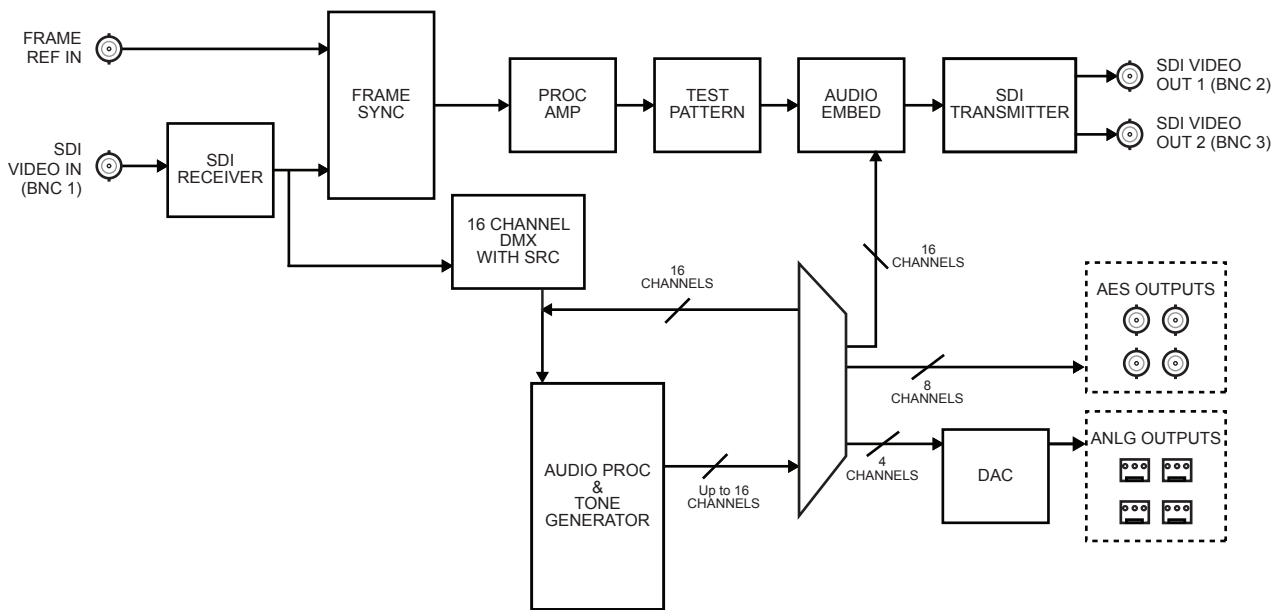 FRAME
REF IN
SDI
VIDEO IN
(BNC 1)
SDI
RECEIVER
FRAME
SYNC
PROC
AMP
TEST
PATTERN
AUDIO
EMBED
SDI
TRANSMITTER
SDI VIDEO
OUT 1 (BNC 2)
SDI VIDEO
OUT 2 (BNC 3)
16 CHANNEL
DMX
WITH SRC
16
CHANNELS
16
CHANNELS
AES OUTPUTS
8
CHANNELS
AUDIO PROC
&
TONE
GENERATOR
Up to 16
CHANNELS
4
CHANNELS
DAC
ANLG OUTPUTS